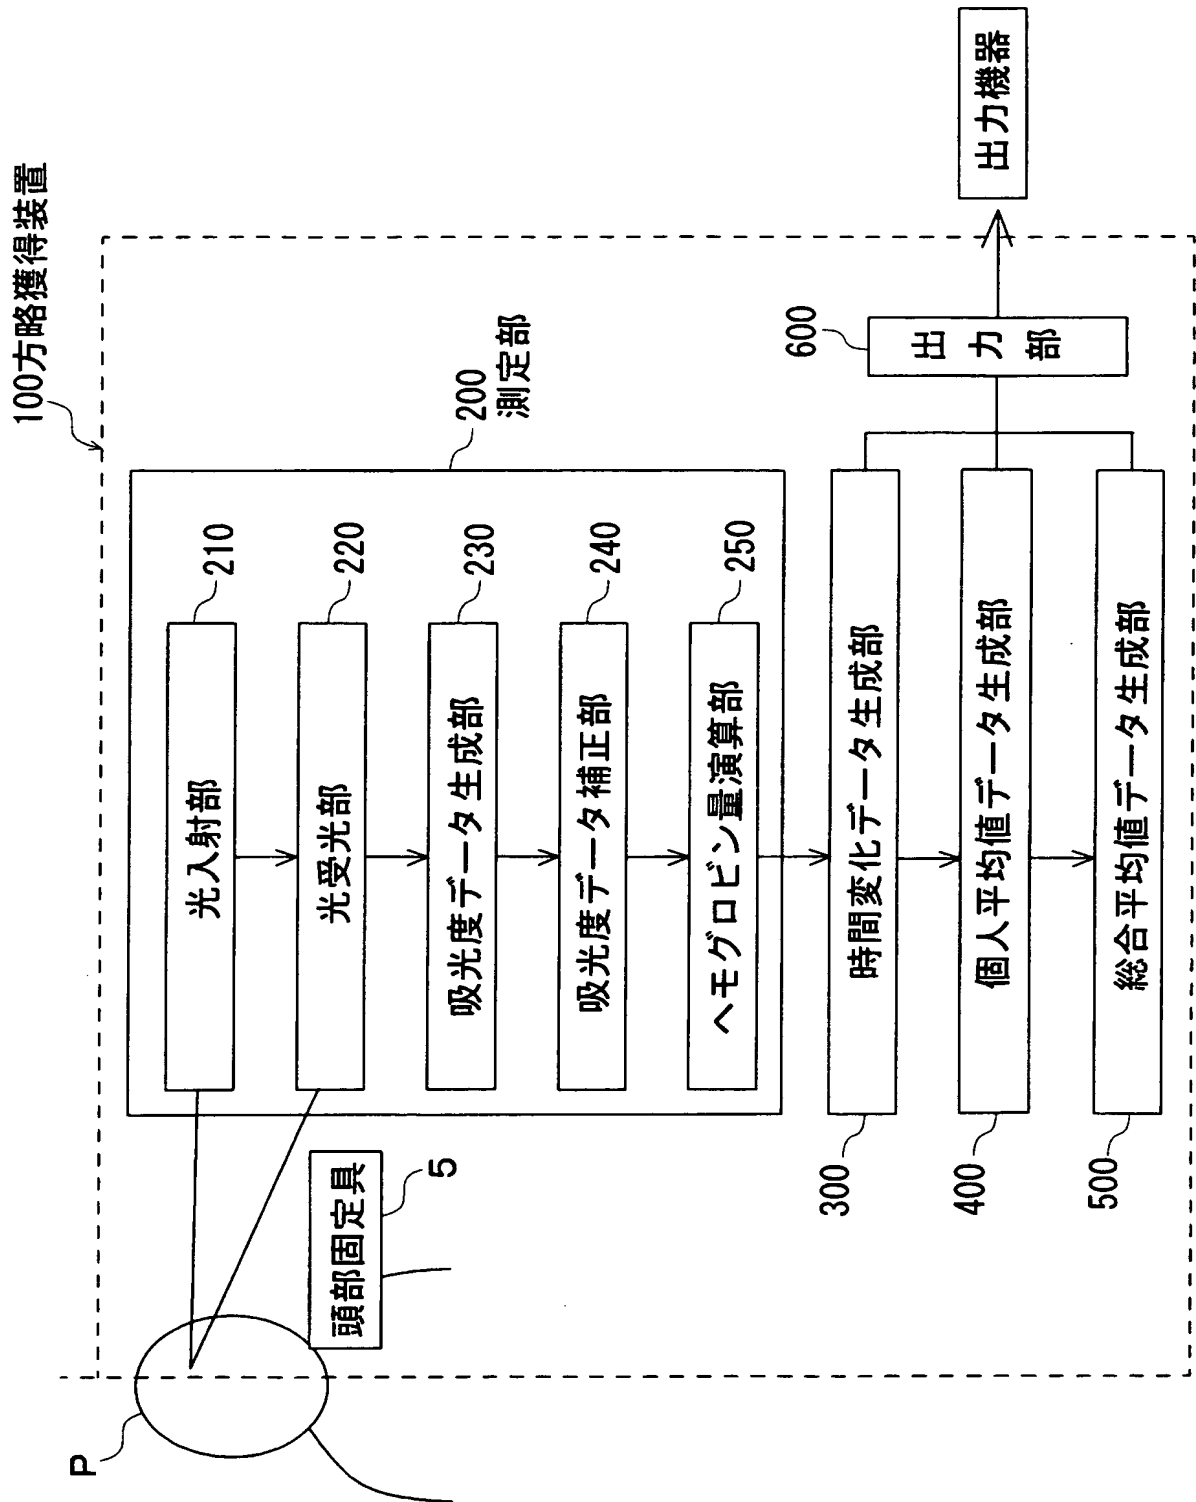 100方略獲得装置
200
測定部
210
光入射部
220
光受光部
230
吸光度データ生成部
240
吸光度データ補正部
250
ヘモグロビン量演算部
P
頭部固定具
5
300
時間変化データ生成部
400
個人平均値データ生成部
500
総合平均値データ生成部
600
出力部
出力機器